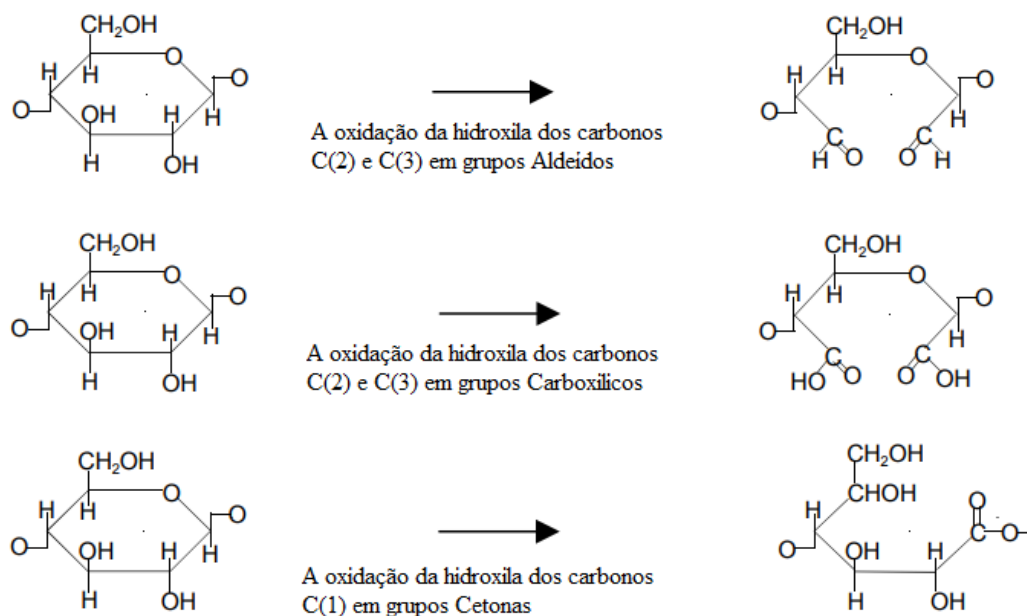 CH2OH
O
H
H
O
O
OH
H
H
H
OH
A oxidação da hidroxila dos carbonos
C(2) e C(3) em grupos Aldeídos
CH2OH
O
H
H
O
O
H
C
C
H
O
O
H
CH2OH
O
H
H
O
O
OH
H
H
H
OH
A oxidação da hidroxila dos carbonos
C(2) e C(3) em grupos Carboxilicos
CH2OH
O
H
H
O
O
H
C
C
HO
O
O
OH
CH2OH
O
H
H
O
O
OH
H
H
H
OH
A oxidação da hidroxila dos carbonos
C(1) em grupos Cetonas
CH2OH
CHOH
O
H
C
O
O
OH
H
H
OH